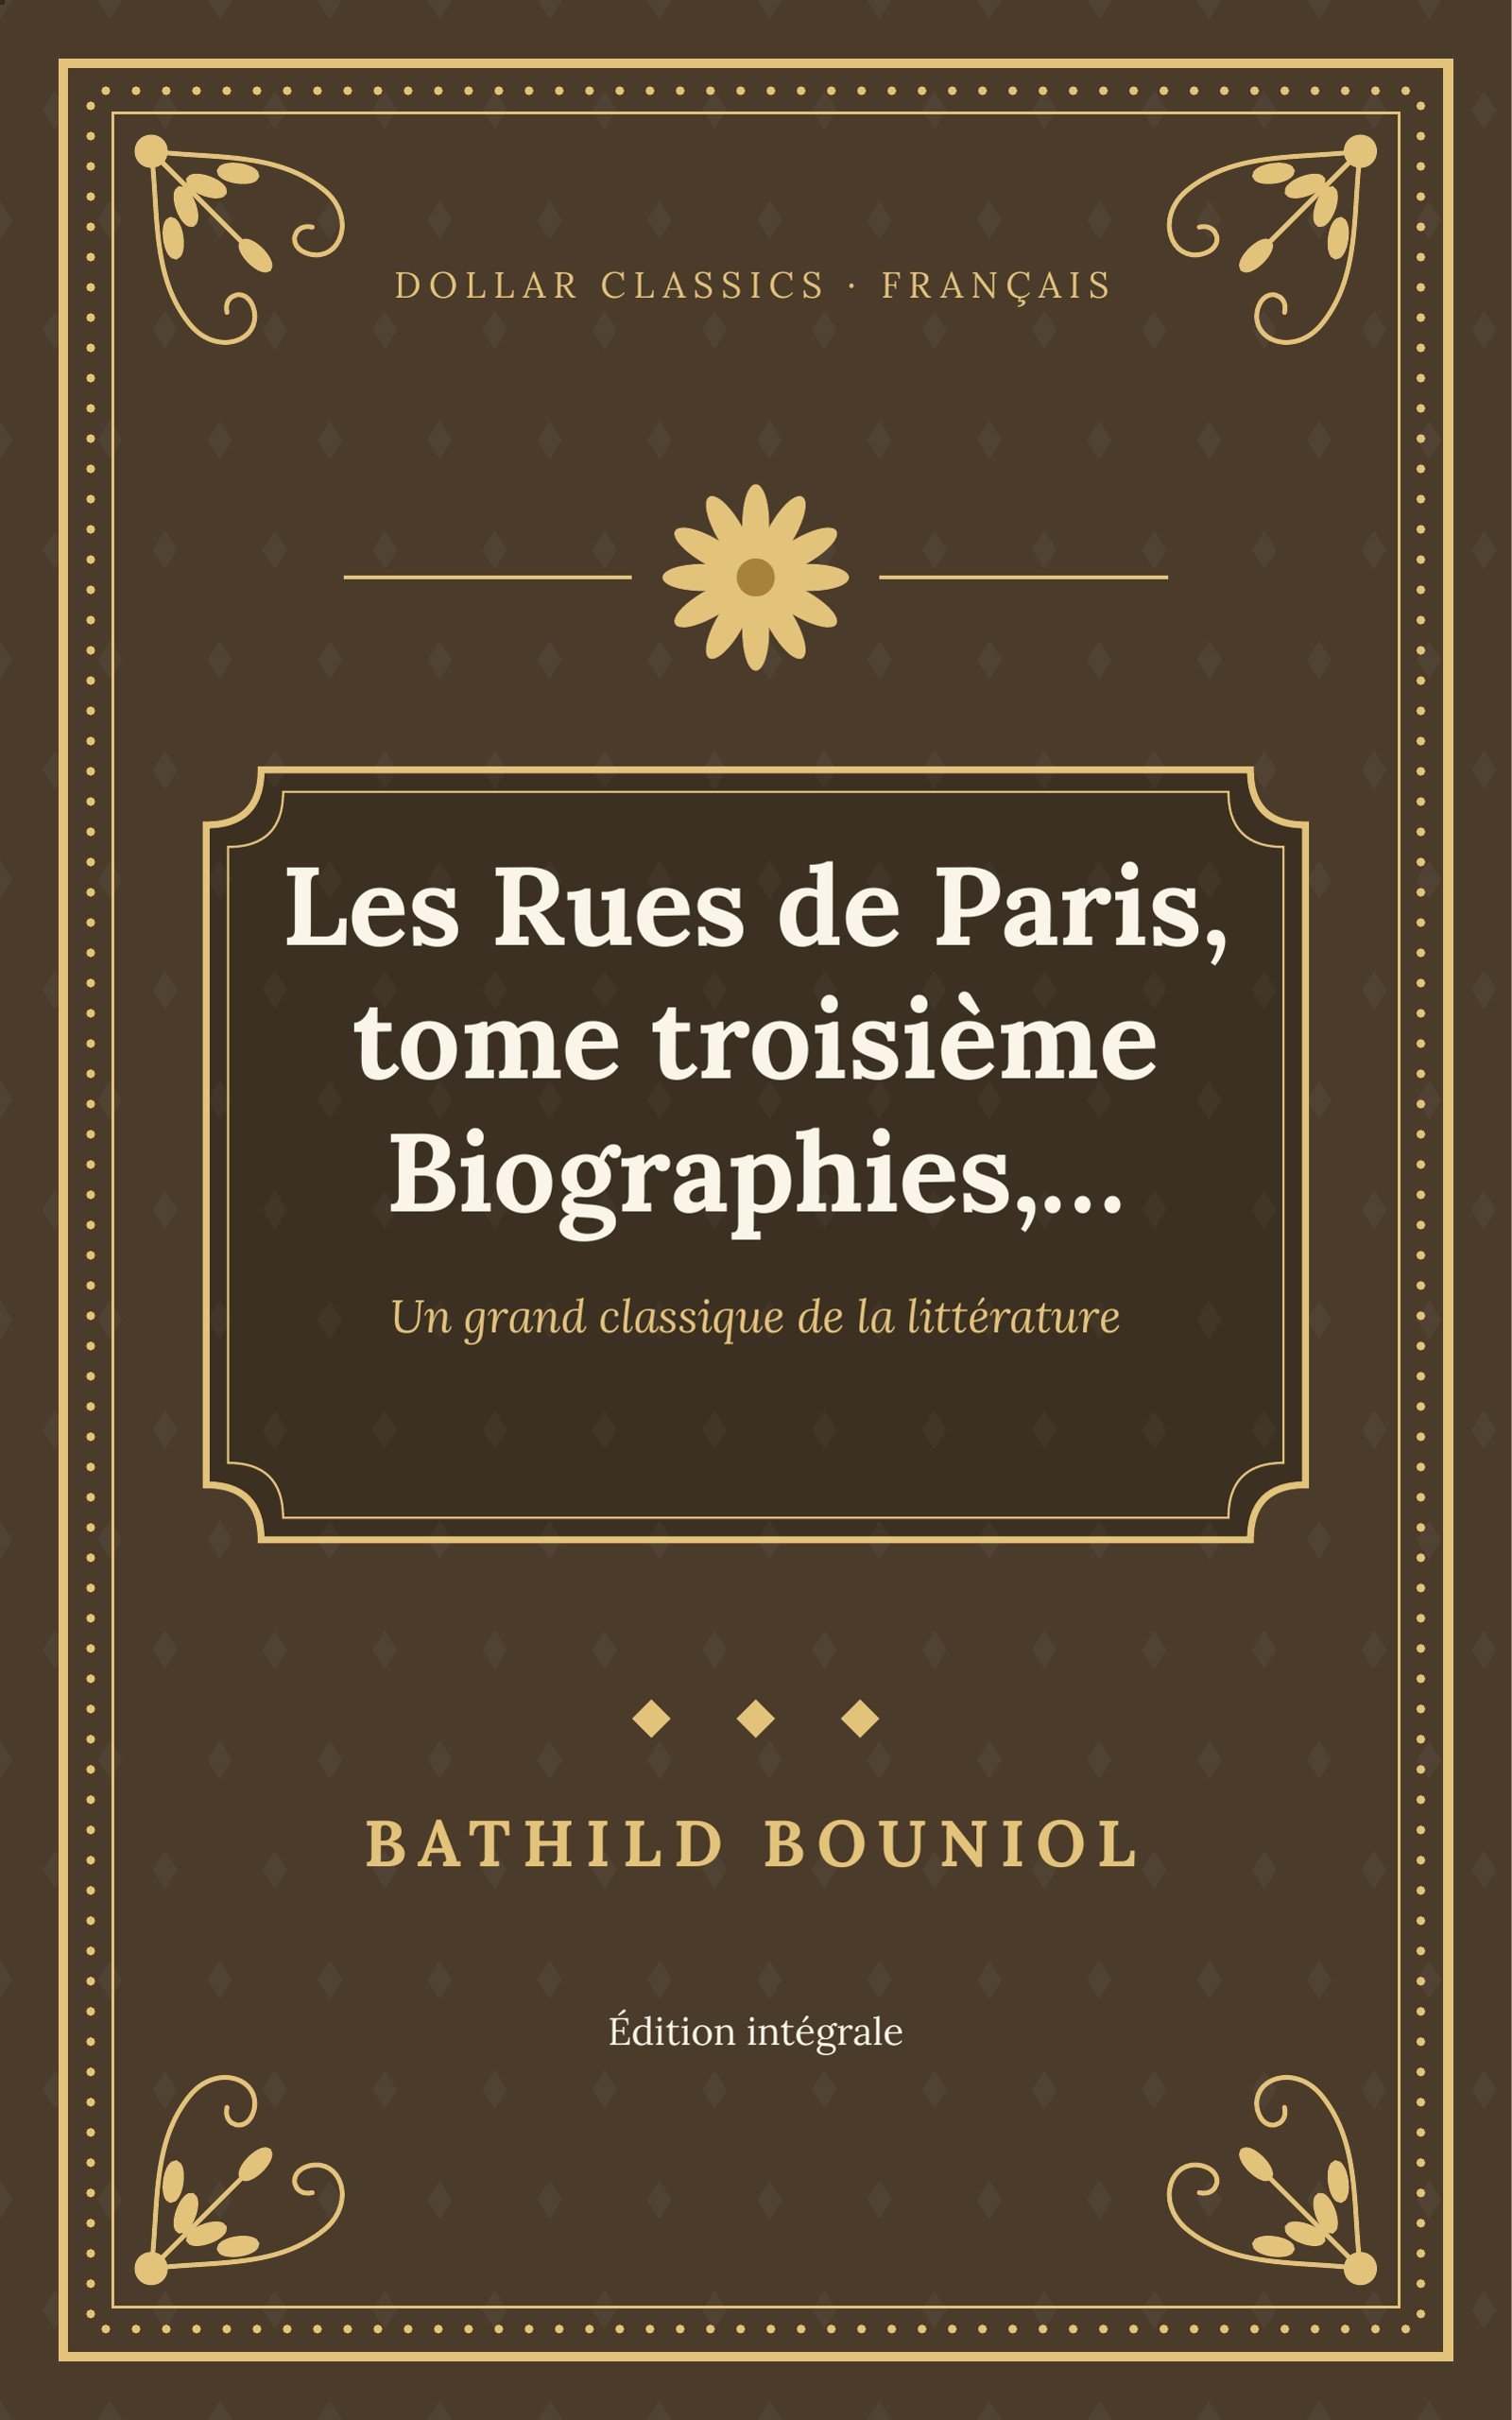 DOLLAR CLASSICS · FRANÇAIS
Les Rues de Paris,
tome troisième
Biographies,...
Un grand classique de la littérature
BATHILD BOUNIOL
Édition intégrale